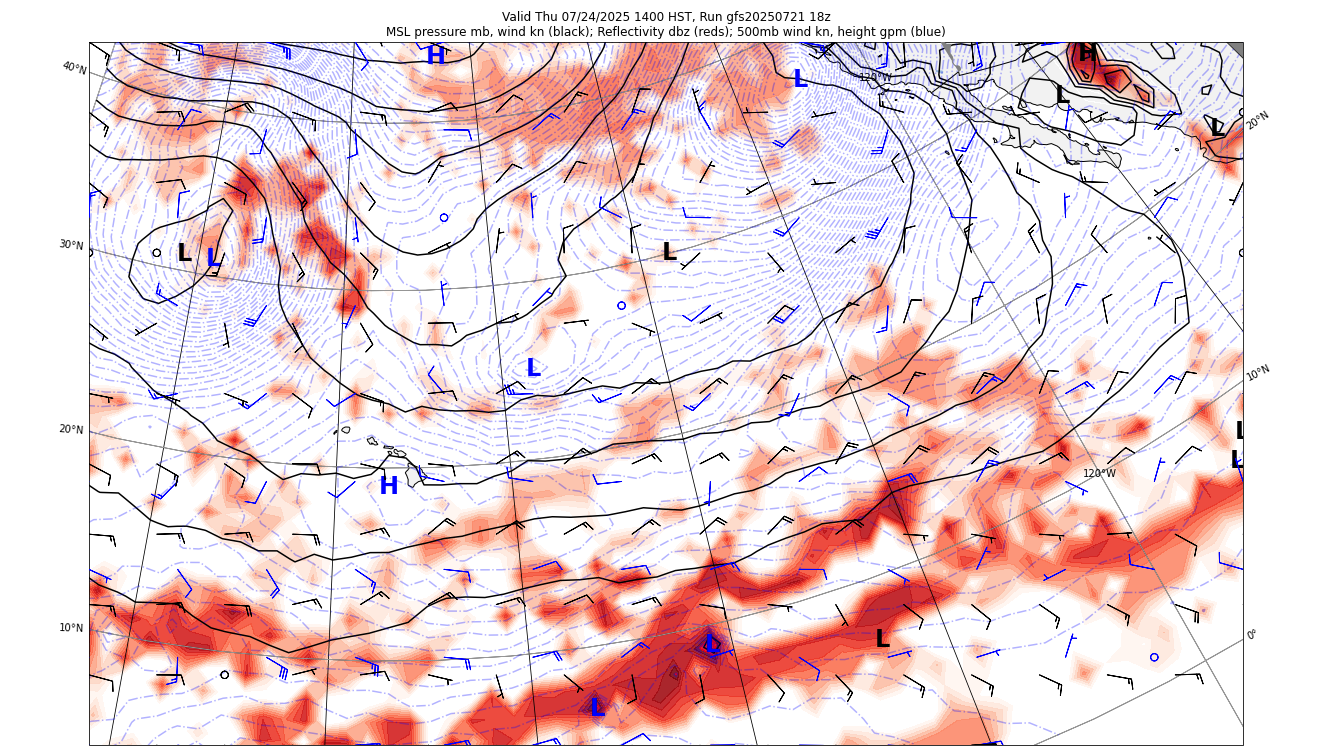 Valid Thu 07/24/2025 1400 HST, Run gfs20250721 18z
MSL pressure mb, wind kn (black); Reflectivity dbz (reds); 500mb wind kn, height gpm (blue)
H
H
40°N
L
120°W
L
20°N
L
30°N
L
L
L
L
10°N
20°N
L
L
120°W
H
10°N
0°
L
L
L